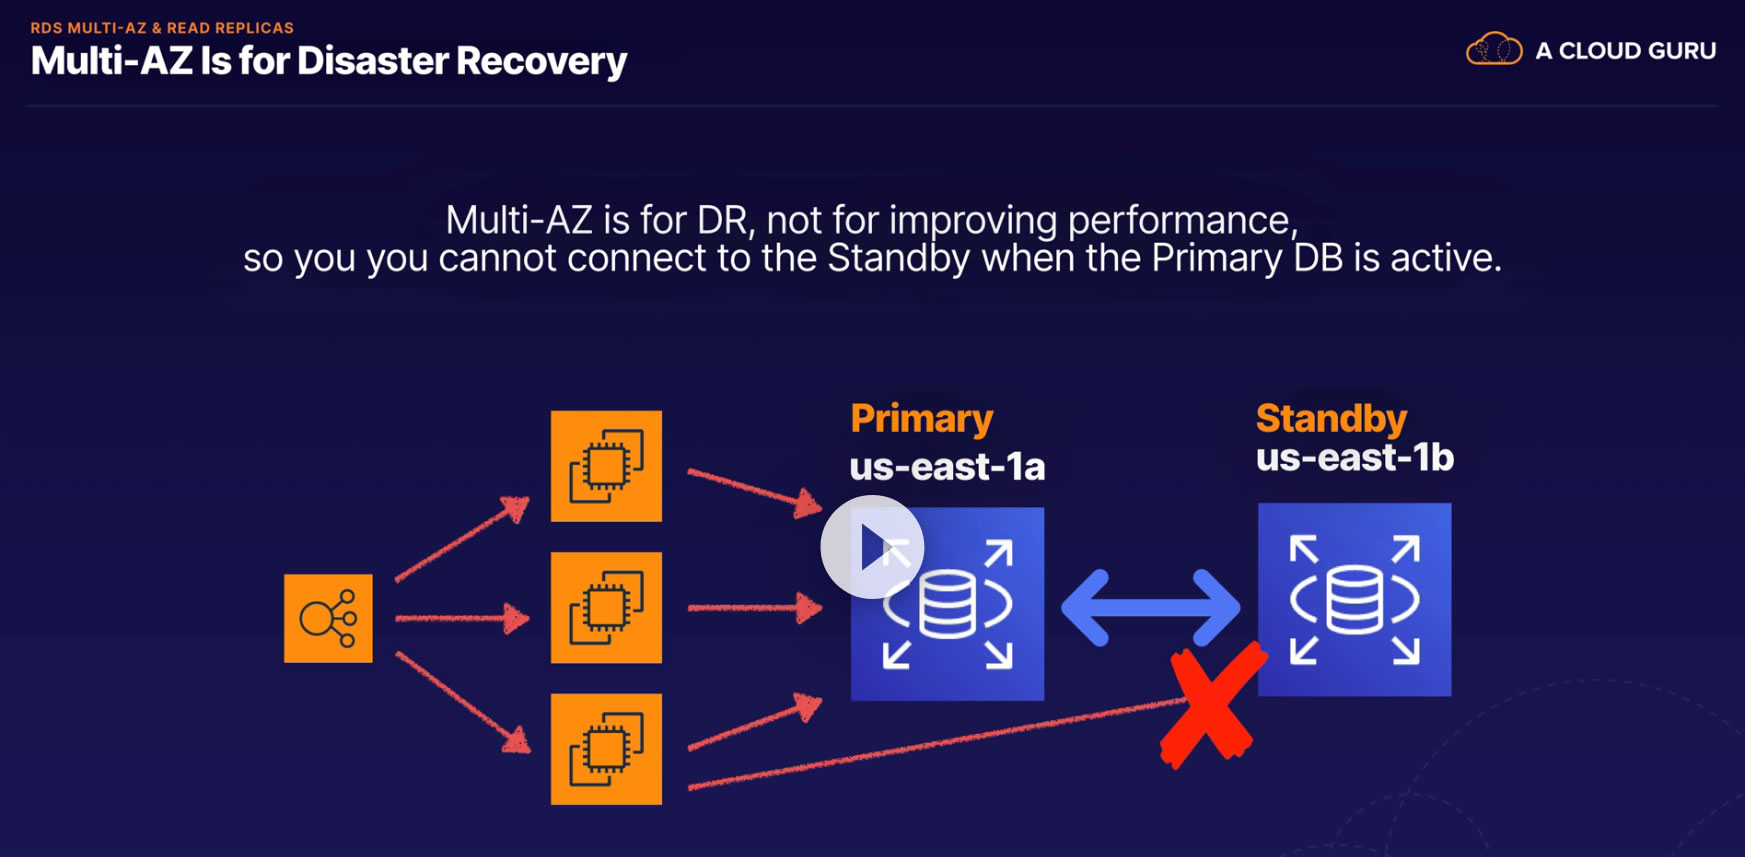 RDS MULTI-AZ & READ REPLICAS
Multi-AZ Is for Disaster Recovery
A CLOUD GURU
Multi-AZ is for DR, not for improving performance,
so you you cannot connect to the Standby when the Primary DB is active.
Primary
us-east-1a
Standby
us-east-1b